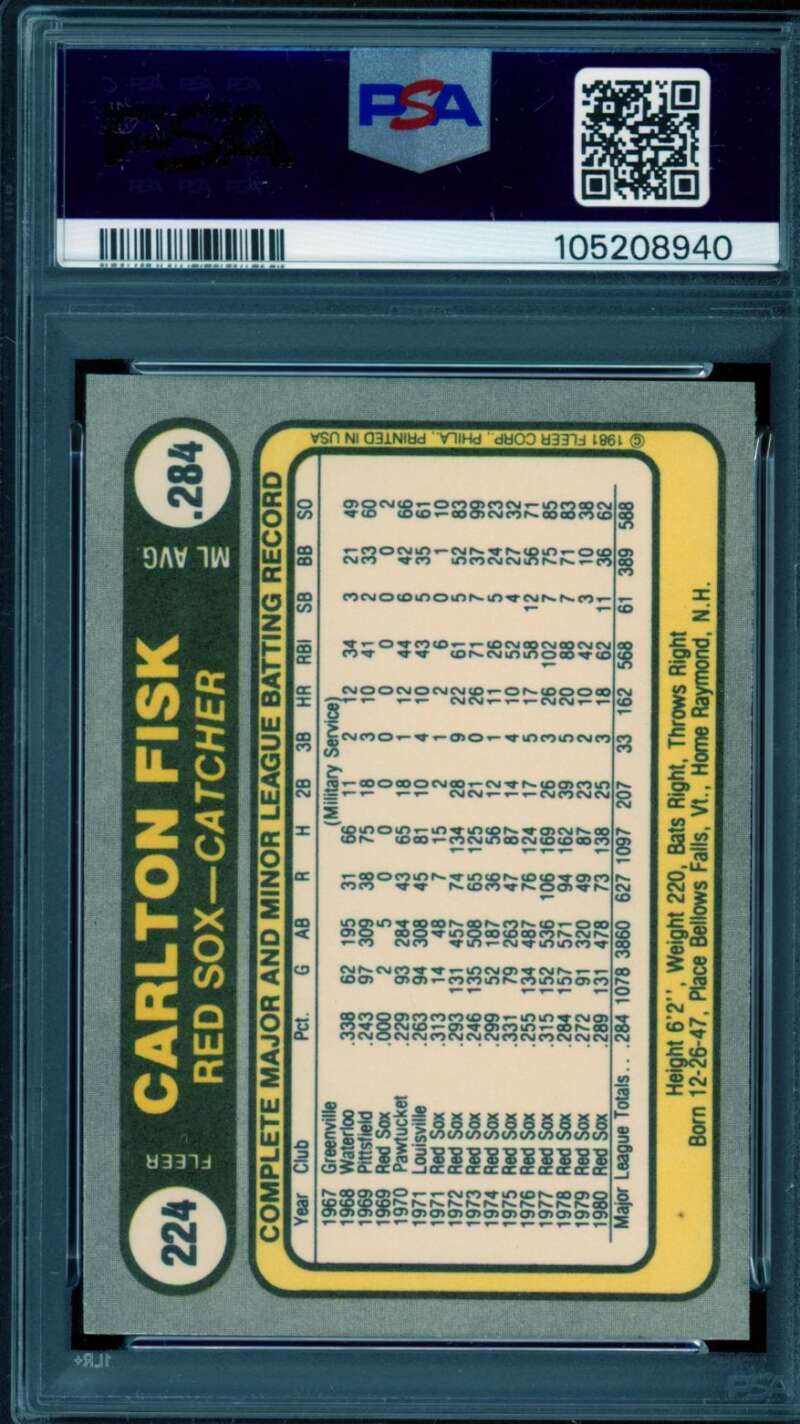 PSA
105208940
224
FLEER
CARLTON FISK
RED SOX—CATCHER
ML AVG.
.284
COMPLETE MAJOR AND MINOR LEAGUE BATTING RECORD
Year Club Pct. G AB R H 2B 3B HR RBI SB BB SO
1967 Greenville (Military Service)
1968 Waterloo .338 62 195 31 66 11 2 12 34 3 21 49
1969 Pittsfield .243 97 309 38 75 18 3 10 41 2 33 60
1969 Red Sox .000 2 5 0 0 0 0 0 0 0 0 2
1970 Pawtucket .229 93 284 43 65 18 1 12 44 6 42 66
1971 Louisville .263 94 308 45 81 10 4 10 43 5 35 61
1971 Red Sox .313 14 48 7 15 2 1 2 6 0 1 10
1972 Red Sox .293 131 457 74 134 28 9 22 61 5 52 83
1973 Red Sox .246 135 508 65 125 21 0 26 71 7 37 99
1974 Red Sox .299 52 187 36 56 12 1 11 26 5 24 23
1975 Red Sox .331 79 263 47 87 14 4 10 52 4 27 32
1976 Red Sox .255 134 487 76 124 17 5 17 58 12 56 71
1977 Red Sox .315 152 536 106 169 26 3 26 102 7 75 85
1978 Red Sox .284 157 571 94 162 39 5 20 88 7 71 83
1979 Red Sox .272 91 320 49 87 23 2 10 42 3 10 38
1980 Red Sox .289 131 478 73 138 25 3 18 62 11 36 62
Major League Totals. . .284 1078 3860 627 1097 207 33 162 568 61 389 588
Height 6'2'', Weight 220, Bats Right, Throws Right
Born 12-26-47, Place Bellows Falls, Vt., Home Raymond, N.H.
© 1981 FLEER CORP., PHILA., PRINTED IN USA
1LR+
PSA